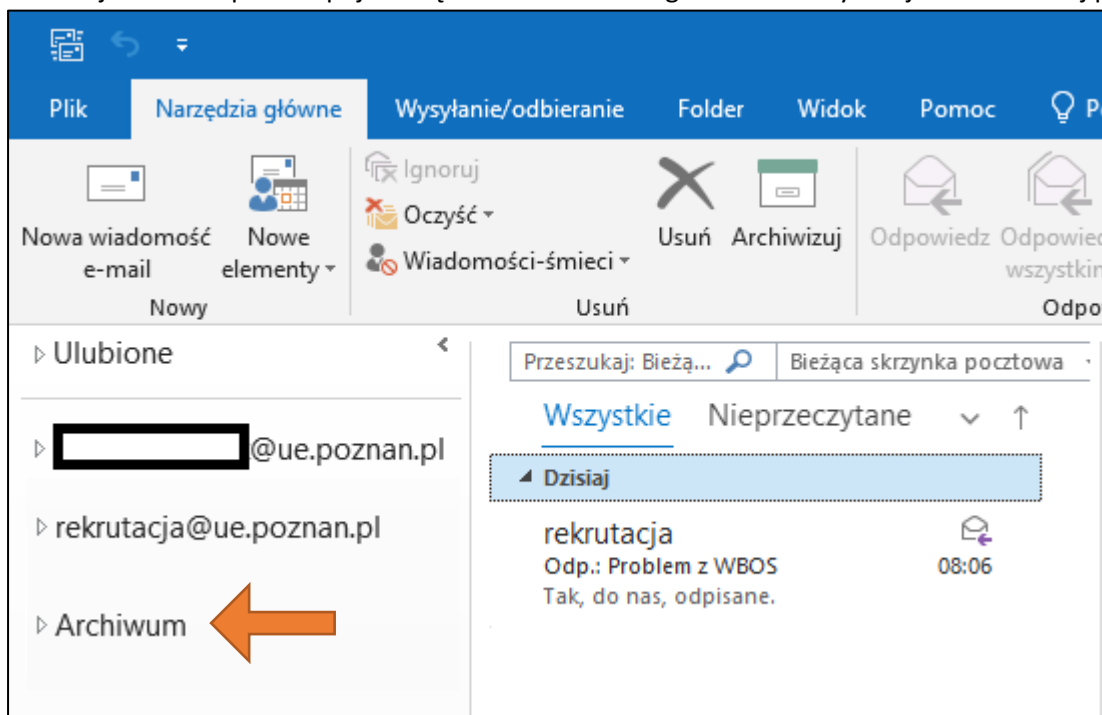 Plik Narzędzia główne Wysyłanie/odbieranie Folder Widok Pomoc
Nowa wiadomość e-mail
Nowe elementy
Nowy
Ignoruj
Oczyść
Wiadomości-śmieci
Usuń Archiwizuj
Usuń
Odpowiedz
Ulubione
@ue.poznan.pl
rekrutacja@ue.poznan.pl
Archiwum
Przeszukaj: Bieżą... Bieżąca skrzynka pocztowa
Wszystkie Nieprzeczytane
Dzisiaj
rekrutacja
Odp.: Problem z WBOS 08:06
Tak, do nas, odpisane.